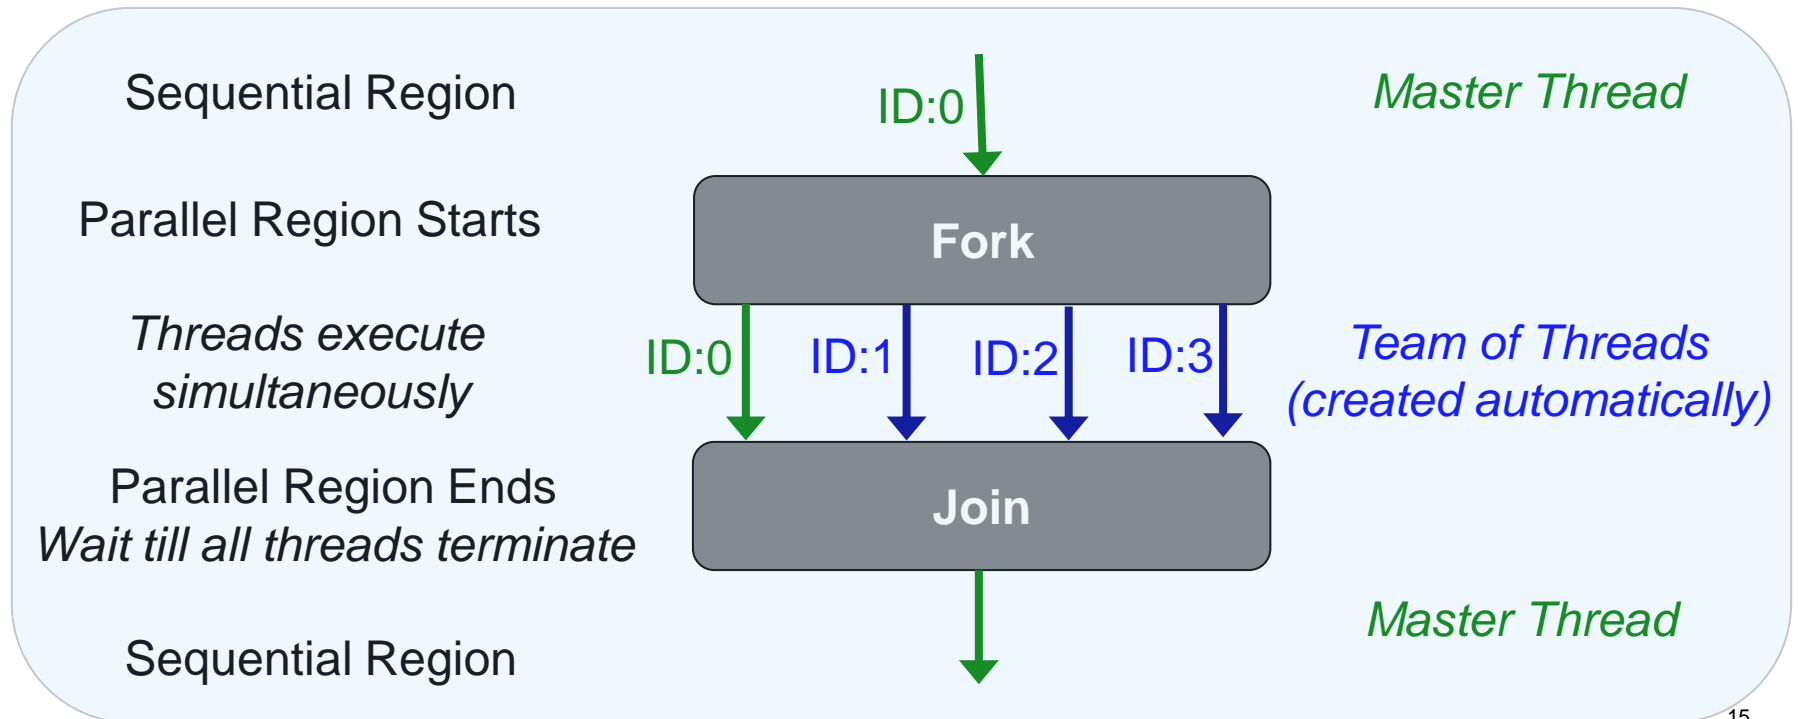 Sequential Region
ID:0
Master Thread
Parallel Region Starts
Fork
Threads execute
simultaneously
ID:0
ID:1
ID:2
ID:3
Team of Threads
(created automatically)
Parallel Region Ends
Wait till all threads terminate
Join
Master Thread
Sequential Region
15